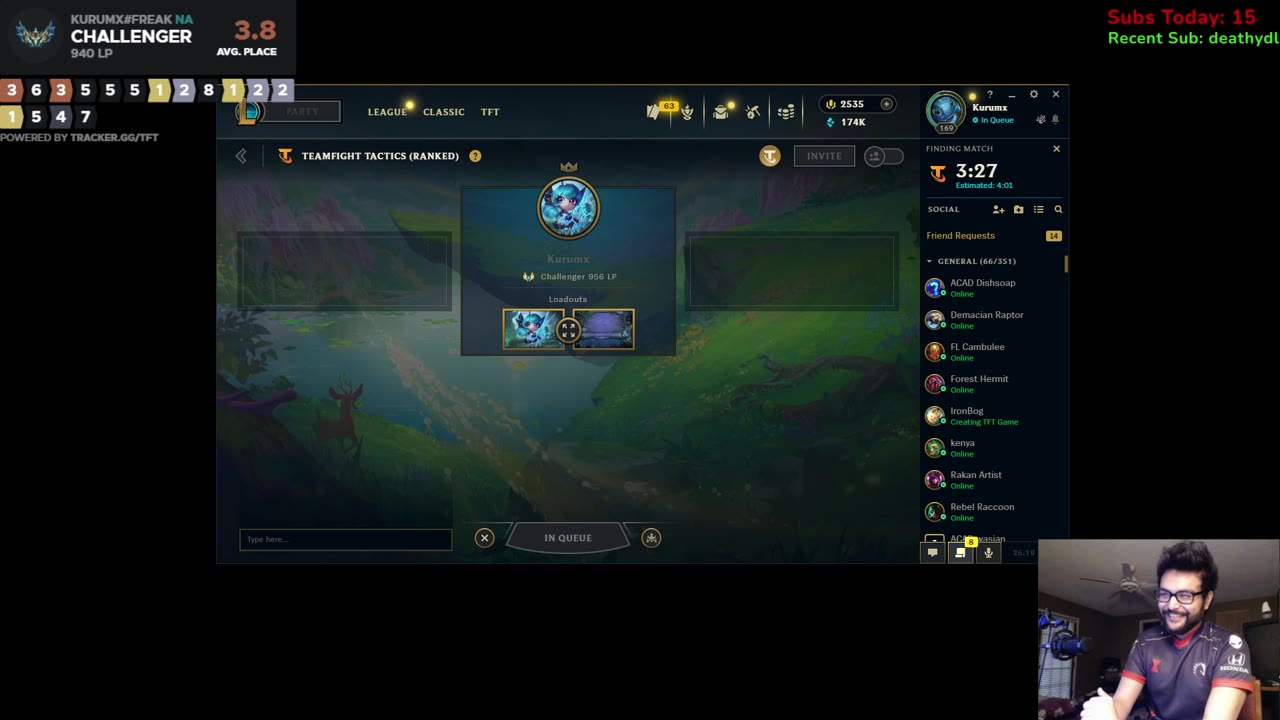 KURUMX#FREAK NA
CHALLENGER
940 LP
3.8
AVG. PLACE
3 6 3 5 5 5 1 2 8 1 2 2
1 5 4 7
POWERED BY TRACKER.GG/TFT
Subs Today: 15
Recent Sub: deathydl
PARTY
LEAGUE
CLASSIC
TFT
63
2535
174K
169
Kurumx
In Queue
TEAMFIGHT TACTICS (RANKED)
INVITE
FINDING MATCH
3:27
Estimated: 4:01
SOCIAL
Friend Requests
14
GENERAL (66/351)
ACAD Dishsoap
Online
Demacian Raptor
Online
FL Cambulee
Online
Forest Hermit
Online
IronBog
Creating TFT Game
kenya
Online
Rakan Artist
Online
Rebel Raccoon
Online
Kurumx
Challenger 956 LP
Loadouts
Type here...
IN QUEUE
8
26.19
HONDA